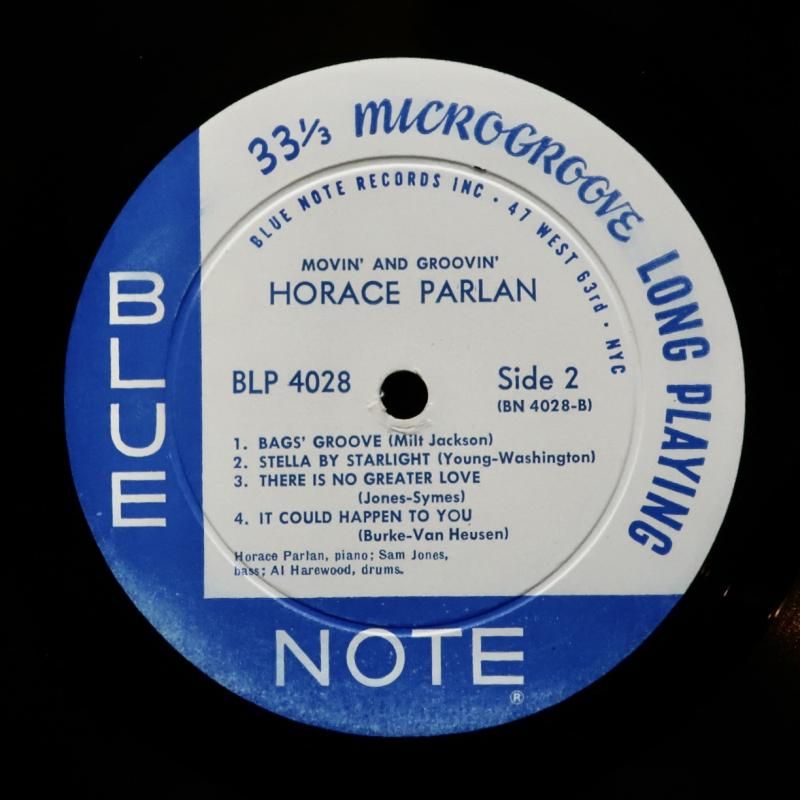 33⅓ MICROGROOVE LONG PLAYING
BLUE NOTE RECORDS INC • 47 WEST 63rd • NYC
MOVIN' AND GROOVIN'
HORACE PARLAN
BLP 4028
Side 2
(BN 4028-B)
1. BAGS' GROOVE (Milt Jackson)
2. STELLA BY STARLIGHT (Young-Washington)
3. THERE IS NO GREATER LOVE
(Jones-Symes)
4. IT COULD HAPPEN TO YOU
(Burke-Van Heusen)
Horace Parlan, piano; Sam Jones,
bass; Al Harewood, drums.
BLUE
NOTE
®